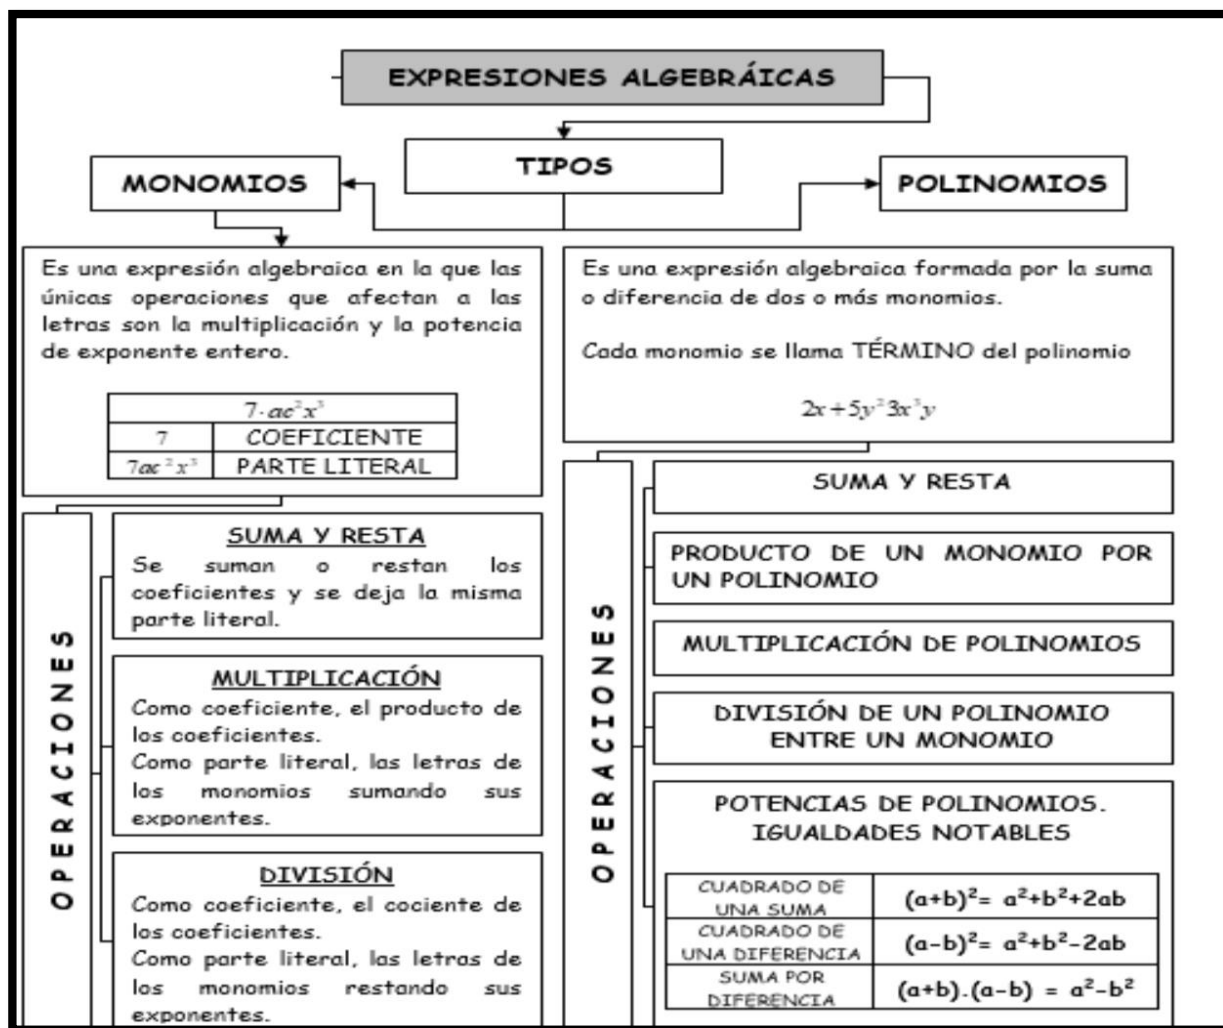 EXPRESIONES ALGEBRÁICAS
TIPOS
MONOMIOS
POLINOMIOS
Es una expresión algebraica en la que las
únicas operaciones que afectan a las
letras son la multiplicación y la potencia
de exponente entero.
7·ac²x³
7 COEFICIENTE
7ac²x³ PARTE LITERAL
OPERACIONES
SUMA Y RESTA
Se suman o restan los
coeficientes y se deja la misma
parte literal.
MULTIPLICACIÓN
Como coeficiente, el producto de
los coeficientes.
Como parte literal, las letras de
los monomios sumando sus
exponentes.
DIVISIÓN
Como coeficiente, el cociente de
los coeficientes.
Como parte literal, las letras de
los monomios restando sus
exponentes.
Es una expresión algebraica formada por la suma
o diferencia de dos o más monomios.
Cada monomio se llama TÉRMINO del polinomio
2x+5y²3x³y
OPERACIONES
SUMA Y RESTA
PRODUCTO DE UN MONOMIO POR
UN POLINOMIO
MULTIPLICACIÓN DE POLINOMIOS
DIVISIÓN DE UN POLINOMIO
ENTRE UN MONOMIO
POTENCIAS DE POLINOMIOS.
IGUALDADES NOTABLES
CUADRADO DE
UNA SUMA
(a+b)²= a²+b²+2ab
CUADRADO DE
UNA DIFERENCIA
(a-b)²= a²+b²-2ab
SUMA POR
DIFERENCIA
(a+b).(a-b) = a²-b²